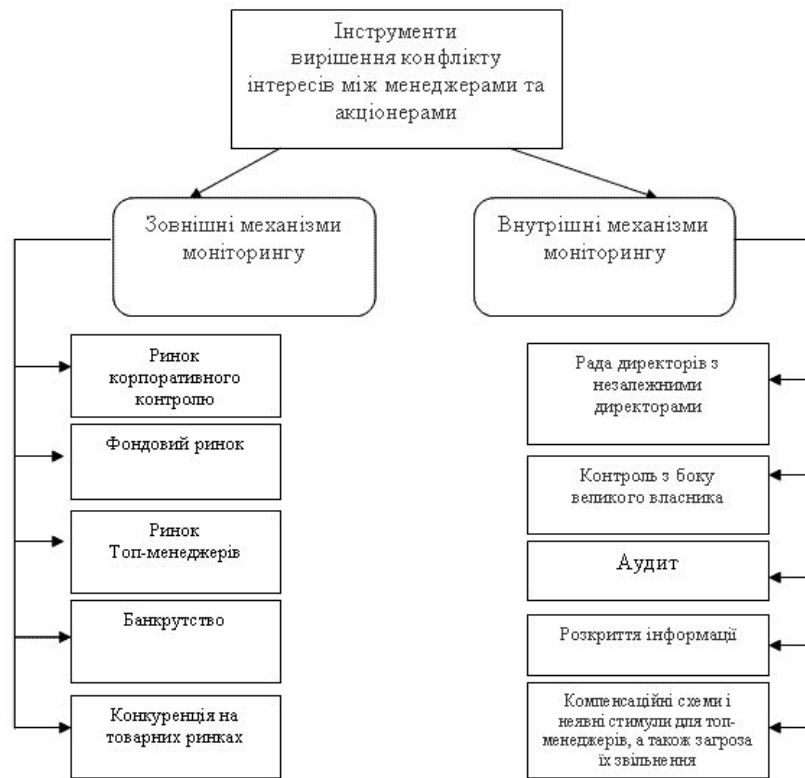 Інструменти
вирішення конфлікту
інтересів між менеджерами та
акціонерами
Зовнішні механізми
моніторингу
Внутрішні механізми
моніторингу
Ринок
корпоративного
контролю
Фондовий ринок
Ринок
Топ-менеджерів
Банкрутство
Конкуренція на
товарних ринках
Рада директорів з
незалежними
директорами
Контроль з боку
великого власника
Аудит
Розкриття інформації
Компенсаційні схеми і
неявні стимули для топ-
менеджерів, а також загроза
їх звільнення